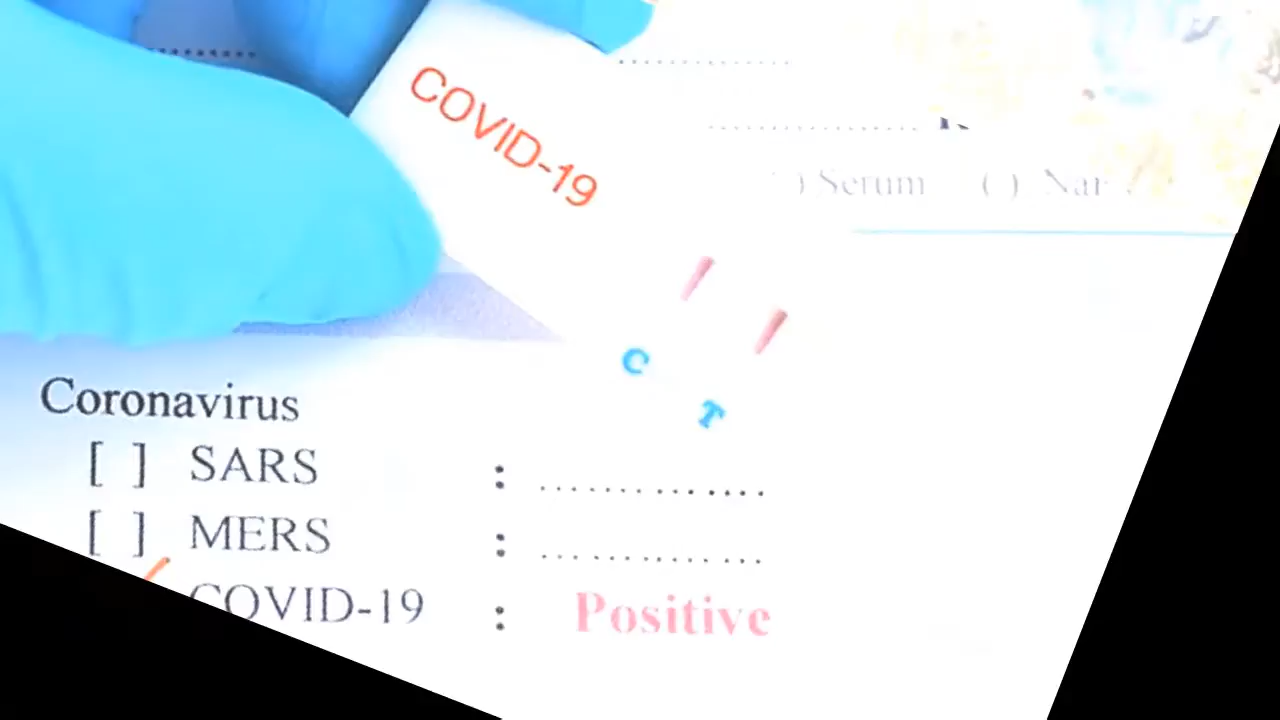 COVID-19
( ) Serum ( )
C
T
Coronavirus
[ ] SARS : ..............
[ ] MERS : ..............
COVID-19 : Positive